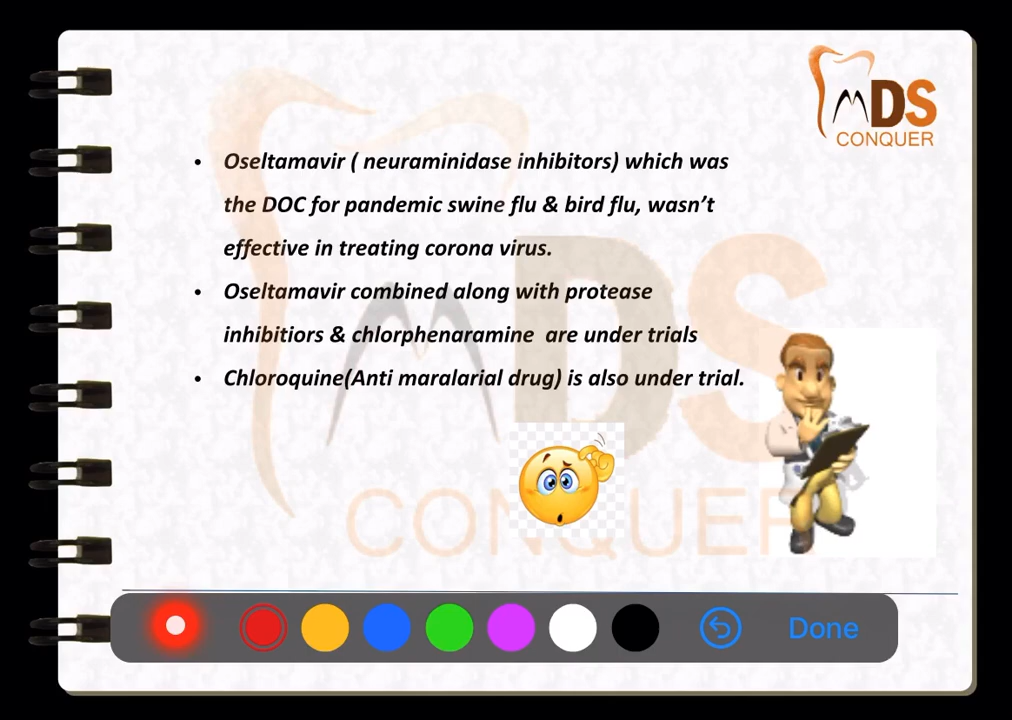 MDS
CONQUER
• Oseltamavir ( neuraminidase inhibitors) which was
the DOC for pandemic swine flu & bird flu, wasn't
effective in treating corona virus.
• Oseltamavir combined along with protease
inhibitiors & chlorphenaramine are under trials
• Chloroquine(Anti maralarial drug) is also under trial.
MDS
CONQUER
Done